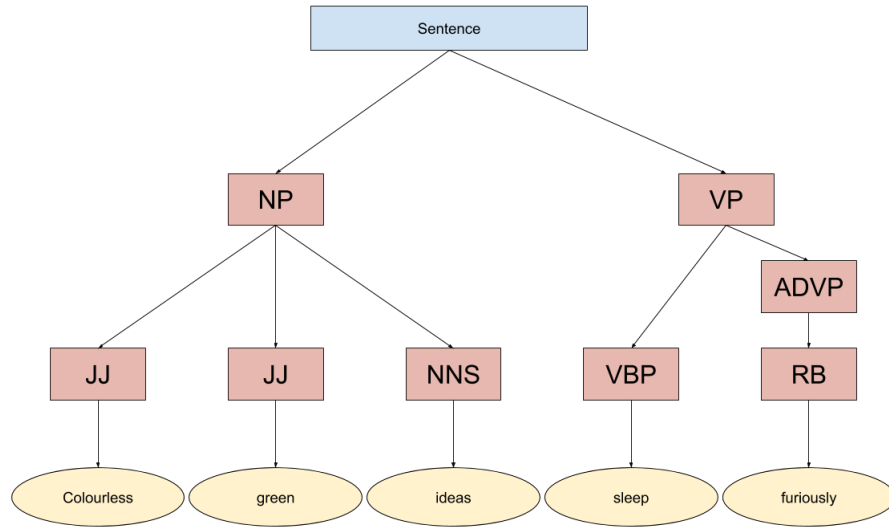 Sentence
NP VP
ADVP
JJ JJ NNS VBP RB
Colourless green ideas sleep furiously